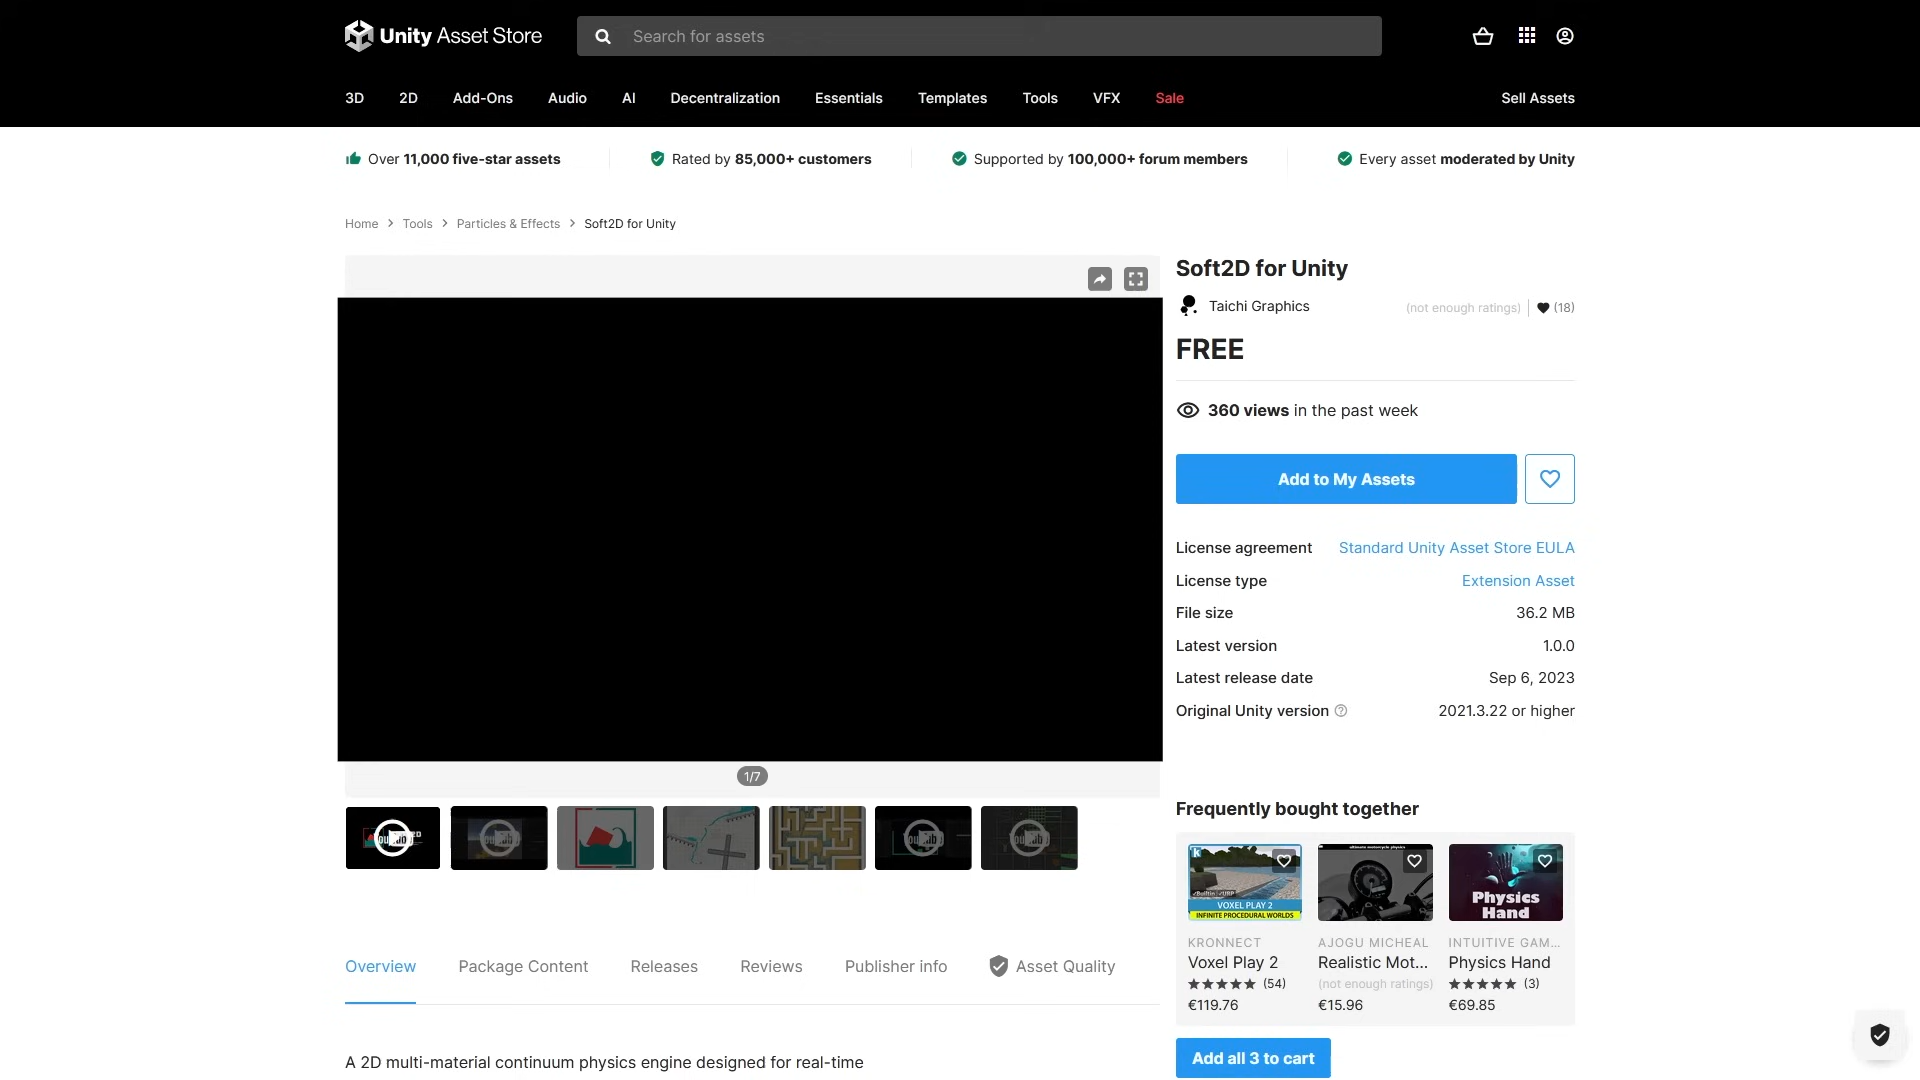 Unity Asset Store
Search for assets
3D 2D Add-Ons Audio AI Decentralization Essentials Templates Tools VFX Sale Sell Assets
Over 11,000 five-star assets
Rated by 85,000+ customers
Supported by 100,000+ forum members
Every asset moderated by Unity
Home > Tools > Particles & Effects > Soft2D for Unity
Soft2D for Unity
Taichi Graphics
(not enough ratings) (18)
FREE
360 views in the past week
Add to My Assets
License agreement Standard Unity Asset Store EULA
License type Extension Asset
File size 36.2 MB
Latest version 1.0.0
Latest release date Sep 6, 2023
Original Unity version 2021.3.22 or higher
1/7
Overview Package Content Releases Reviews Publisher info Asset Quality
A 2D multi-material continuum physics engine designed for real-time
Frequently bought together
VOXEL PLAY 2
INFINITE PROCEDURAL WORLDS
KRONNECT
Voxel Play 2
(54)
€119.76
ultimate motorcycle physics
AJOGU MICHEAL
Realistic Mot...
(not enough ratings)
€15.96
Physics
Hand
INTUITIVE GAM...
Physics Hand
(3)
€69.85
Add all 3 to cart